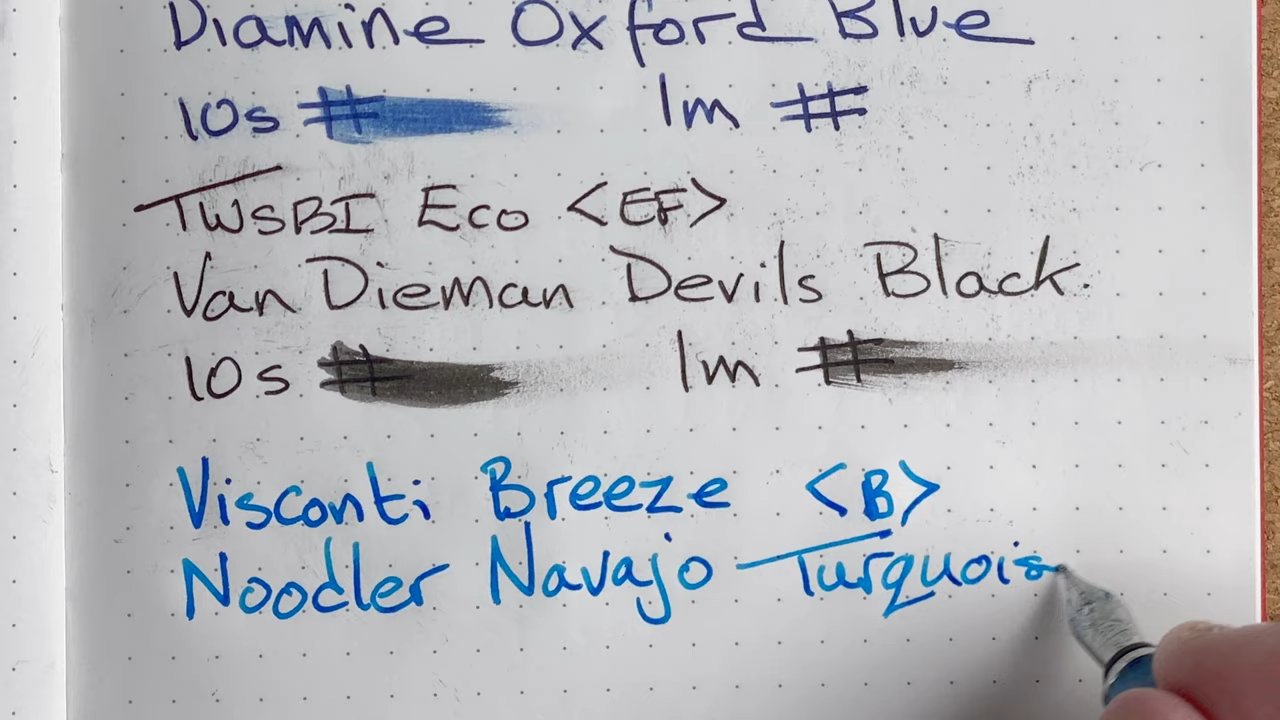 Diamine Oxford Blue
10s # 1m #
TWSBI Eco <EF>
Van Dieman Devils Black.
10s # 1m #
Visconti Breeze <B>
Noodler Navajo Turquois